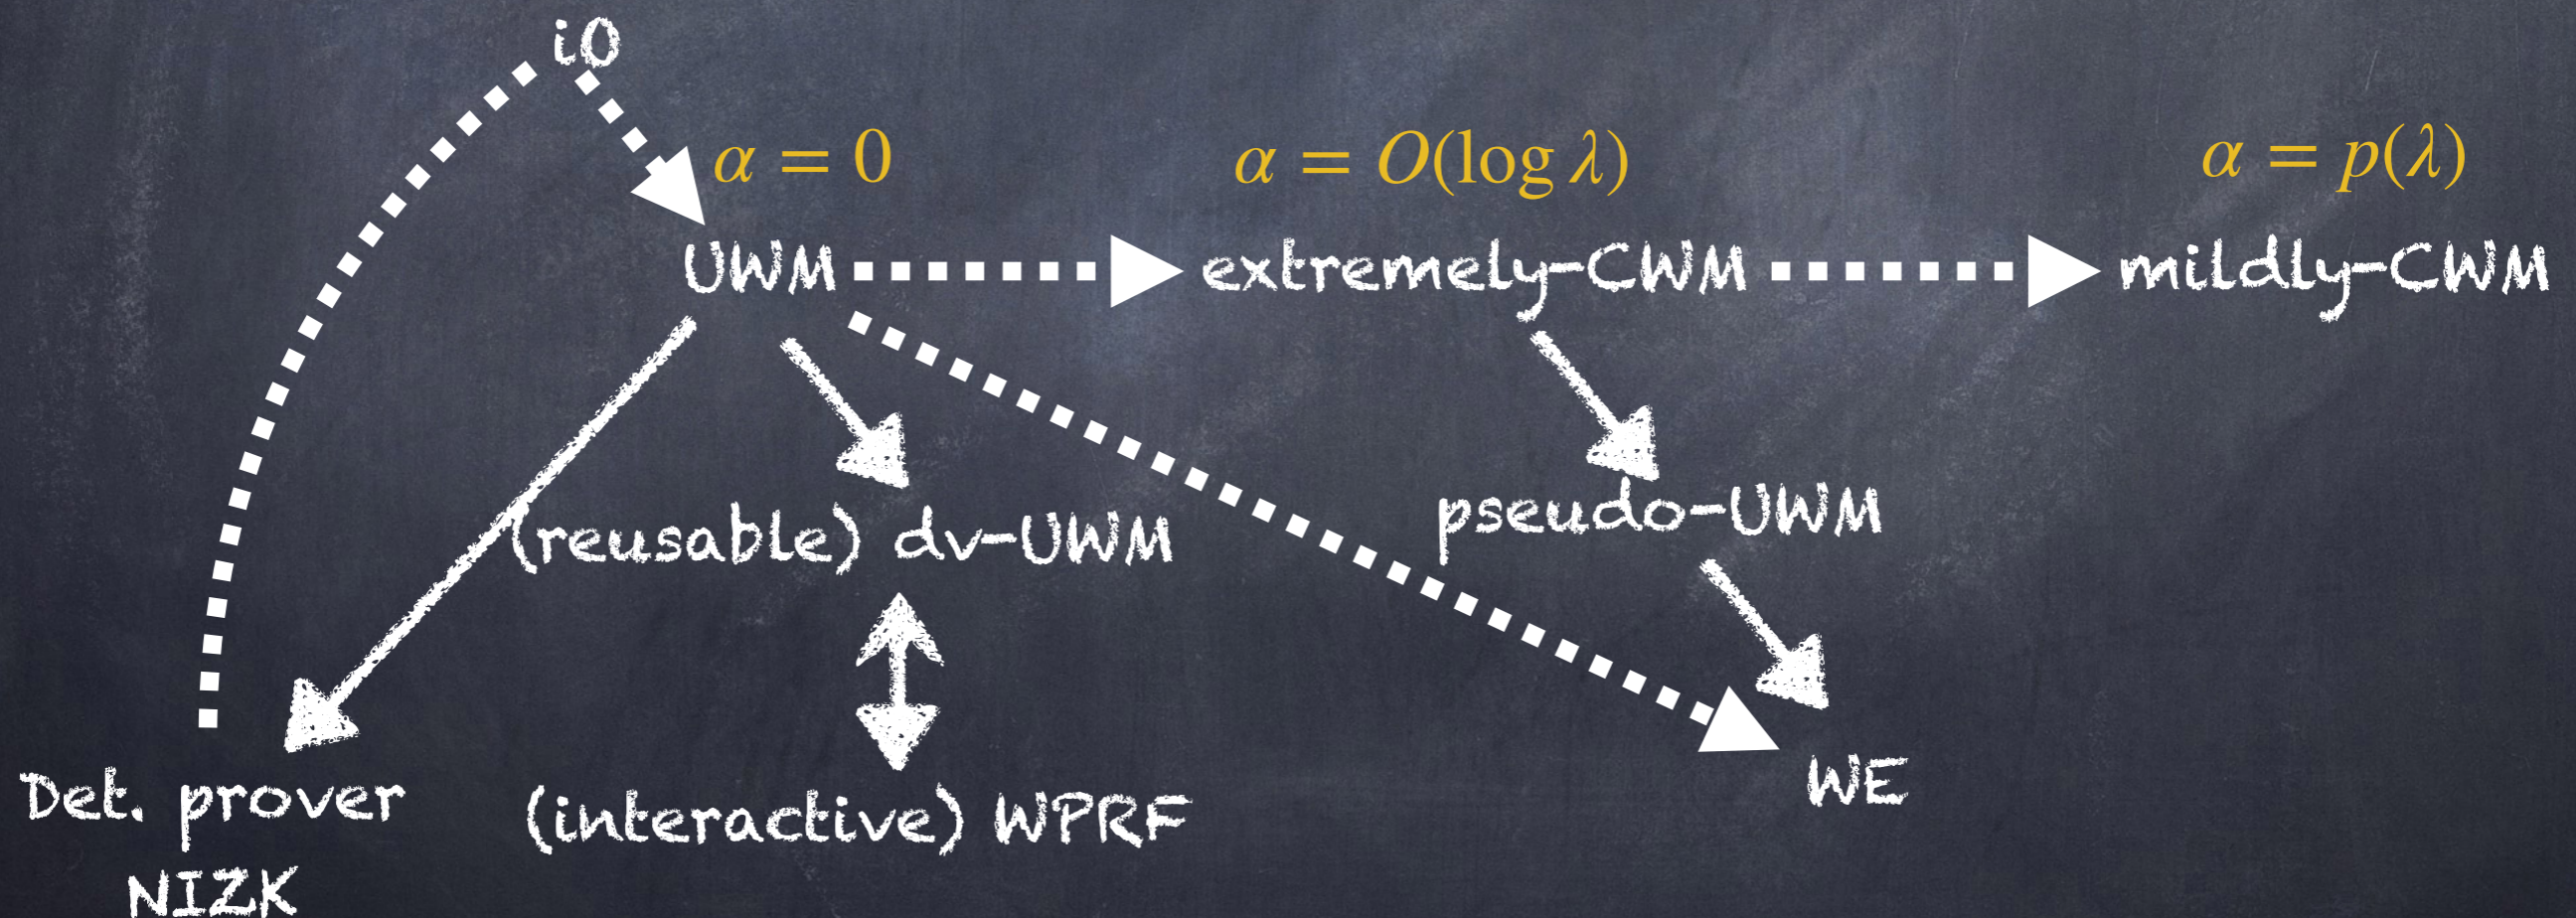 iO
α = 0
α = O(log λ)
α = p(λ)
UWM
extremely-CWM
mildly-CWM
(reusable) dv-UWM
pseudo-UWM
Det. prover
NIZK
(interactive) WPRF
WE